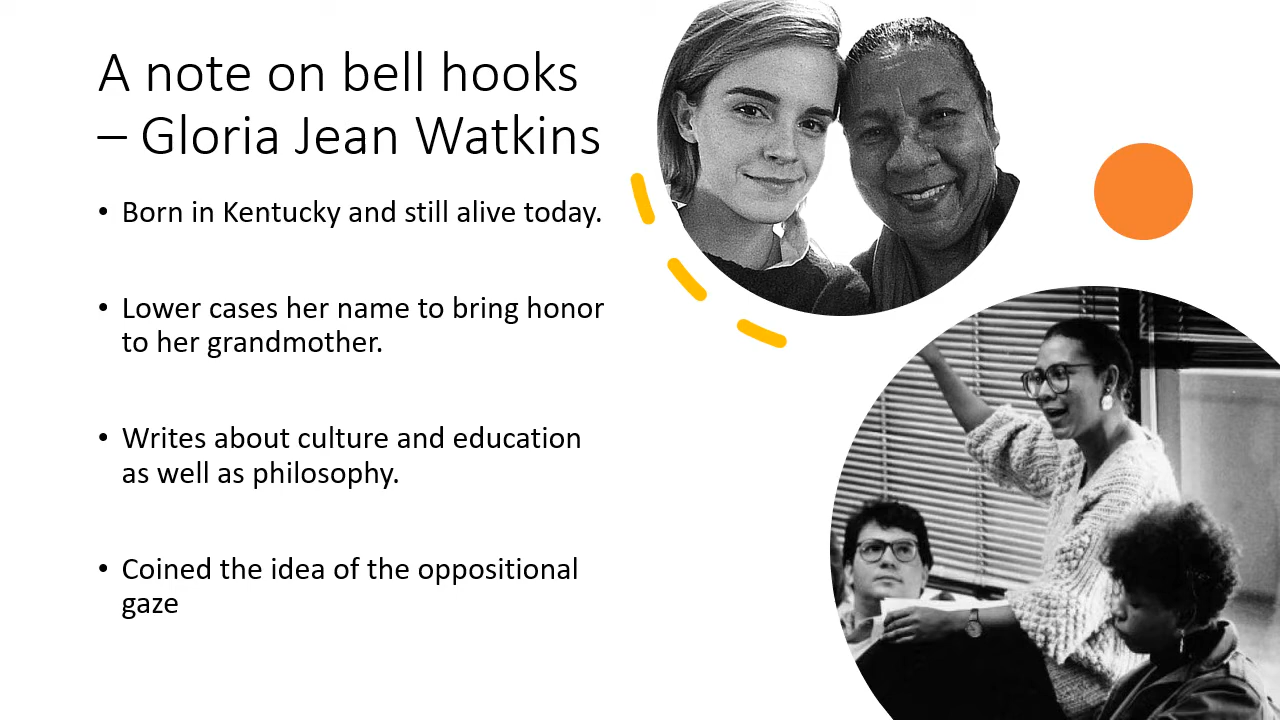 A note on bell hooks
– Gloria Jean Watkins
• Born in Kentucky and still alive today.
• Lower cases her name to bring honor
to her grandmother.
• Writes about culture and education
as well as philosophy.
• Coined the idea of the oppositional
gaze